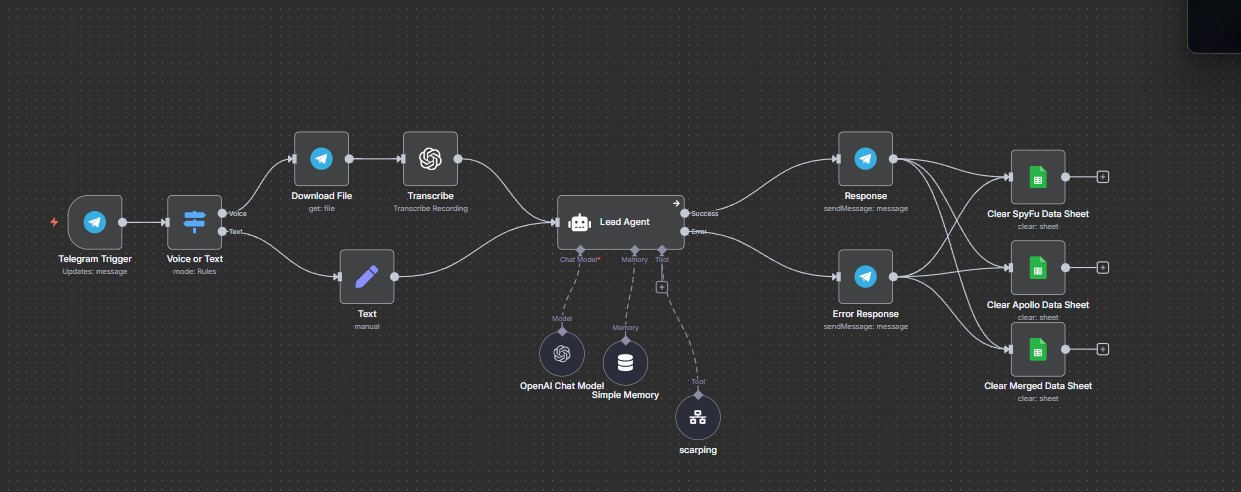 Download File
get: file
Transcribe
Transcribe Recording
Response
sendMessage: message
Clear SpyFu Data Sheet
clear: sheet
Telegram Trigger
Updates: message
Voice or Text
mode: Rules
Voice
Text
Lead Agent
Success
Error
Chat Model*
Memory
Tool
Text
manual
Error Response
sendMessage: message
Clear Apollo Data Sheet
clear: sheet
Model
OpenAI Chat Model
Memory
Simple Memory
Tool
scarping
Clear Merged Data Sheet
clear: sheet